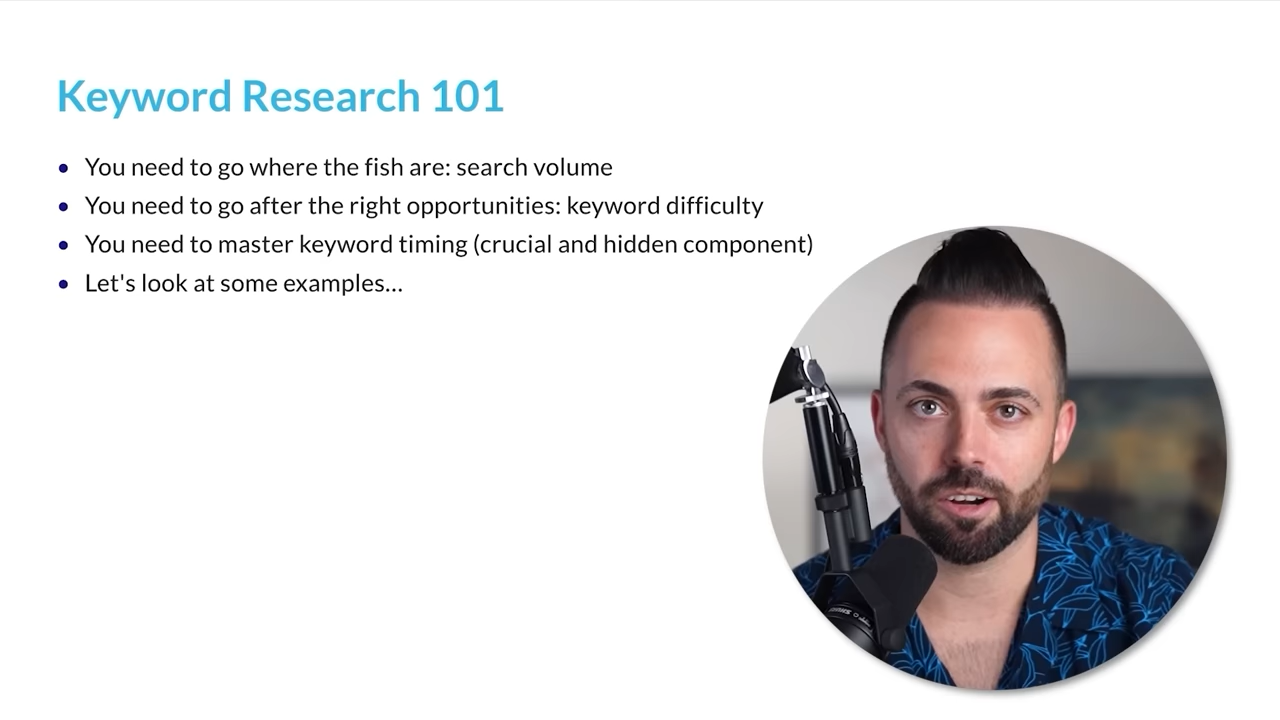 Keyword Research 101
• You need to go where the fish are: search volume
• You need to go after the right opportunities: keyword difficulty
• You need to master keyword timing (crucial and hidden component)
• Let's look at some examples...